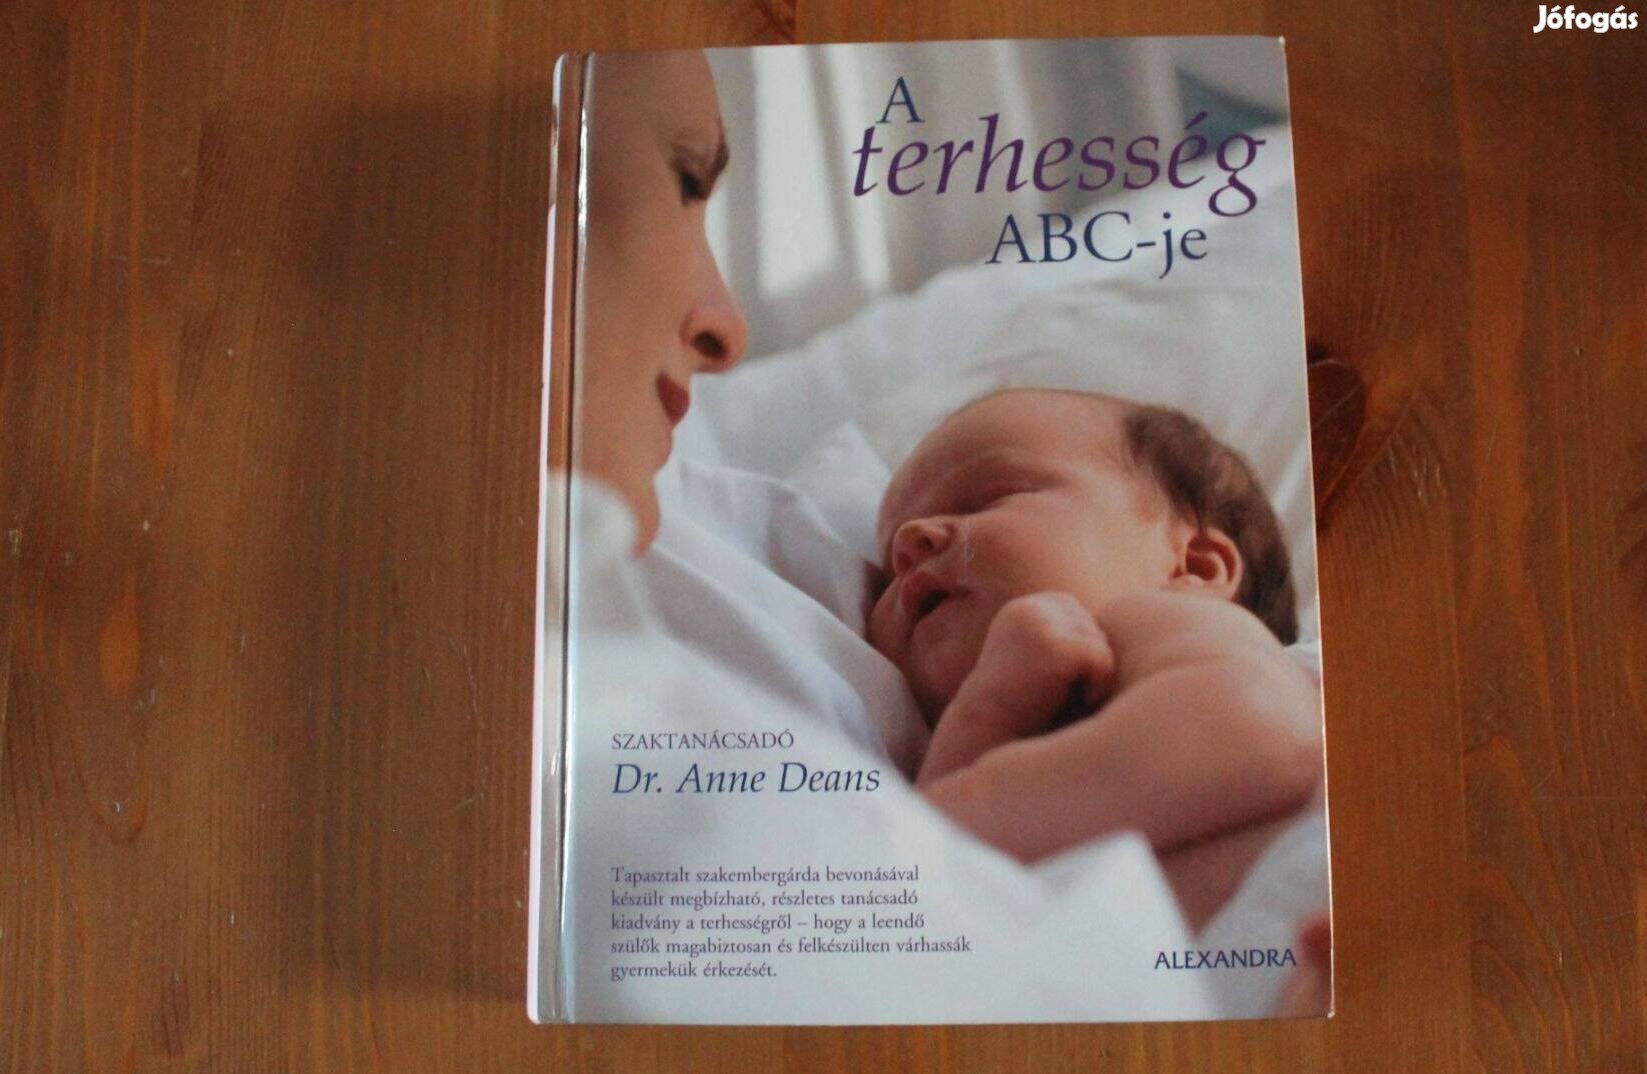 Jófogás
A
terhesség
ABC-je
SZAKTANÁCSADÓ
Dr. Anne Deans
Tapasztalt szakembergárda bevonásával
készült megbízható, részletes tanácsadó
kiadvány a terhességről – hogy a leendő
szülők magabiztosan és felkészülten várhassák
gyermekük érkezését.
ALEXANDRA